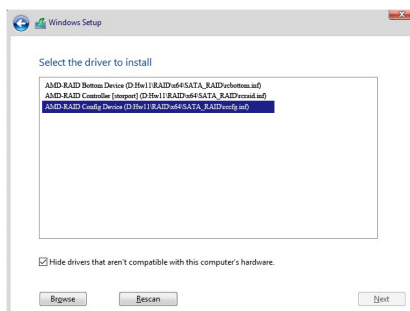 Windows Setup
Select the driver to install
AMD-RAID Bottom Device (D:Hw11\RAID\x64\SATA_RAID\rcbottom.inf)
AMD-RAID Controller [storport] (D:Hw11\RAID\x64\SATA_RAID\rcraid.inf)
AMD-RAID Config Device (D:Hw11\RAID\x64\SATA_RAID\rccfg.inf)
Hide drivers that aren't compatible with this computer's hardware.
Browse
Rescan
Next